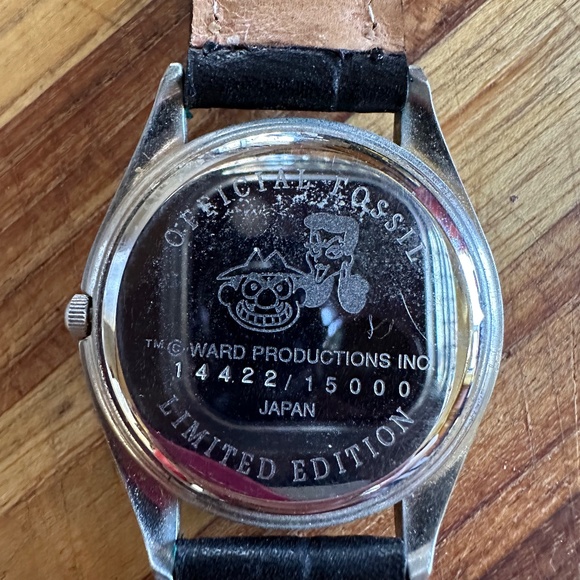 OFFICIAL FOSSIL
TM © WARD PRODUCTIONS INC.
14422/15000
JAPAN
LIMITED EDITION